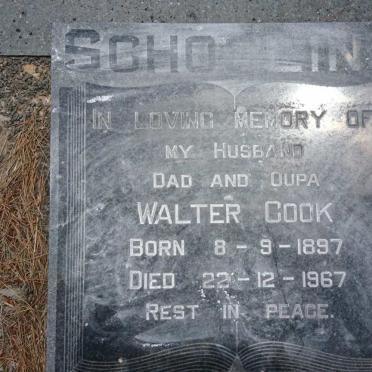 IN LOVING MEMORY OF
MY HUSBAND
DAD AND OUPA
WALTER COOK
BORN 8-9-1897
DIED 22-12-1967
REST IN PEACE.